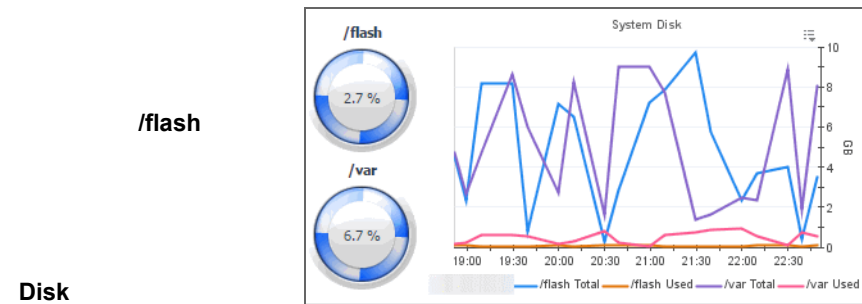 System Disk
/flash
2.7 %
/flash
/var
6.7 %
10
8
6
4
2
0
GB
19:00 19:30 20:00 20:30 21:00 21:30 22:00 22:30
/flash Total /flash Used /var Total /var Used
Disk